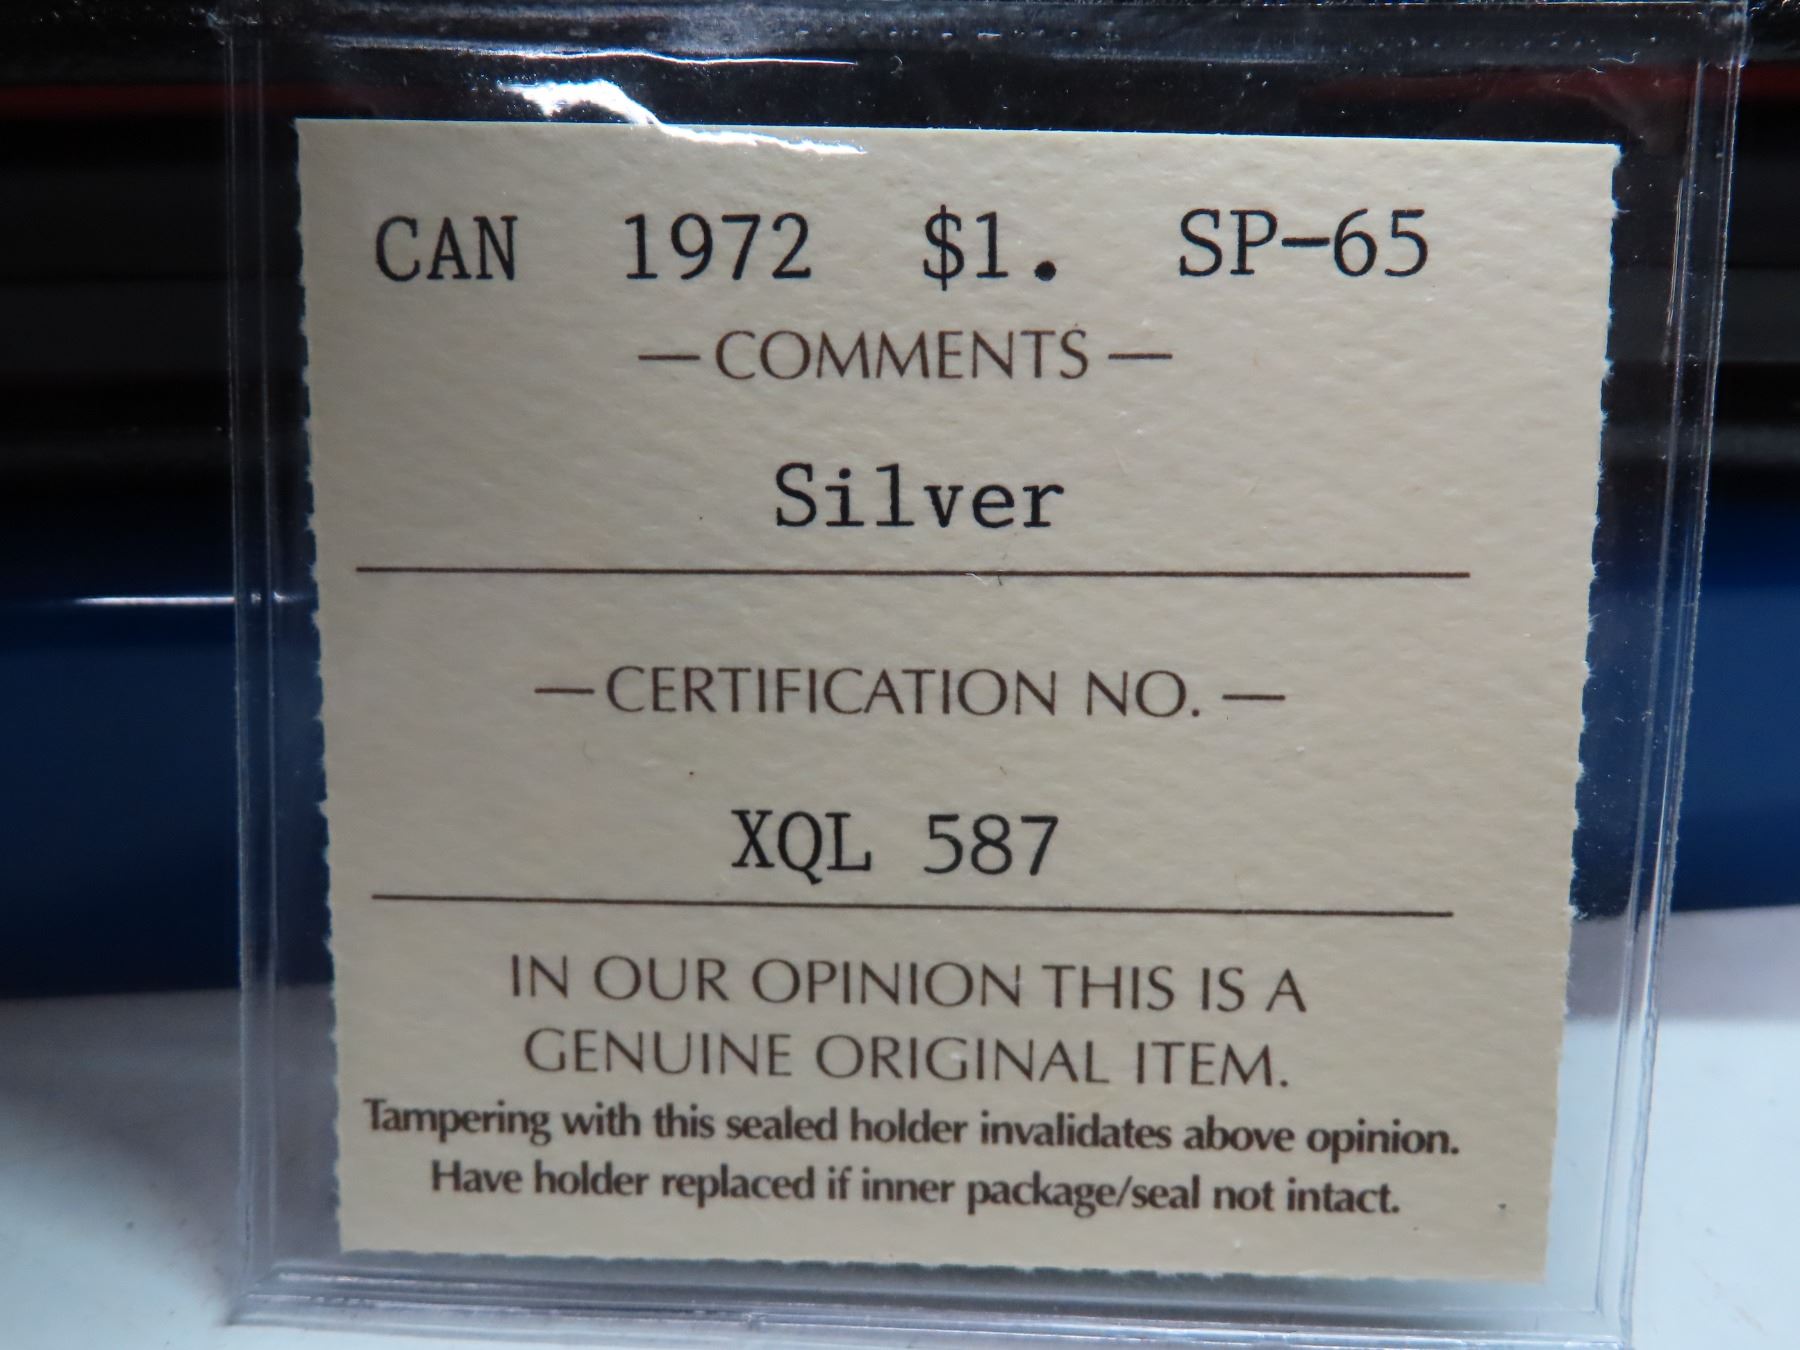 CAN 1972 $1. SP-65
— COMMENTS —
Silver
— CERTIFICATION NO. —
XQL 587
IN OUR OPINION THIS IS A
GENUINE ORIGINAL ITEM.
Tampering with this sealed holder invalidates above opinion.
Have holder replaced if inner package/seal not intact.